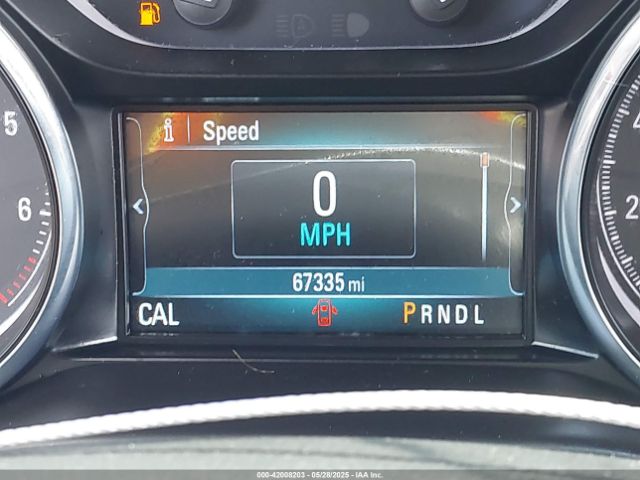 Speed
5
4
0
6
2
MPH
67335 mi
CAL
PRNDL
000-42008203 - 05/28/2025 - IAA Inc.